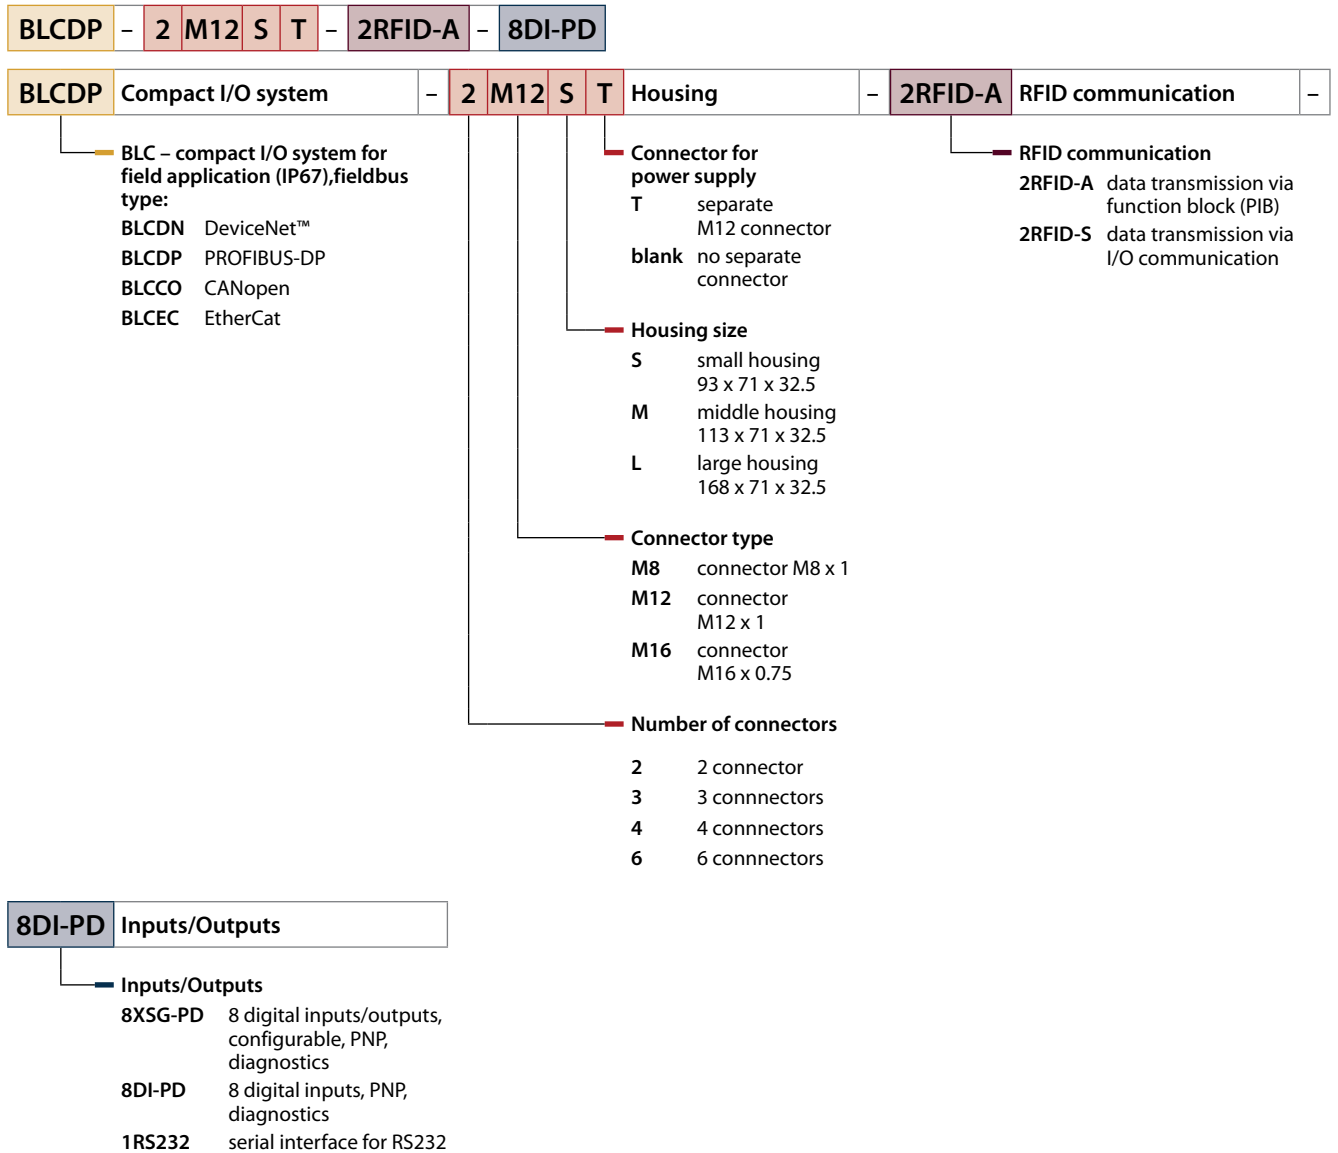 BLCDP – 2 M12 S T – 2RFID-A – 8DI-PD
BLCDP Compact I/O system – 2 M12 S T Housing – 2RFID-A RFID communication –
BLC – compact I/O system for
field application (IP67),fieldbus
type:
BLCDN DeviceNet™
BLCDP PROFIBUS-DP
BLCCO CANopen
BLCEC EtherCat
Connector for
power supply
T separate
M12 connector
blank no separate
connector
Housing size
S small housing
93 x 71 x 32.5
M middle housing
113 x 71 x 32.5
L large housing
168 x 71 x 32.5
Connector type
M8 connector M8 x 1
M12 connector
M12 x 1
M16 connector
M16 x 0.75
Number of connectors
2 2 connector
3 3 connnectors
4 4 connnectors
6 6 connnectors
RFID communication
2RFID-A data transmission via
function block (PIB)
2RFID-S data transmission via
I/O communication
8DI-PD Inputs/Outputs
Inputs/Outputs
8XSG-PD 8 digital inputs/outputs,
configurable, PNP,
diagnostics
8DI-PD 8 digital inputs, PNP,
diagnostics
1RS232 serial interface for RS232